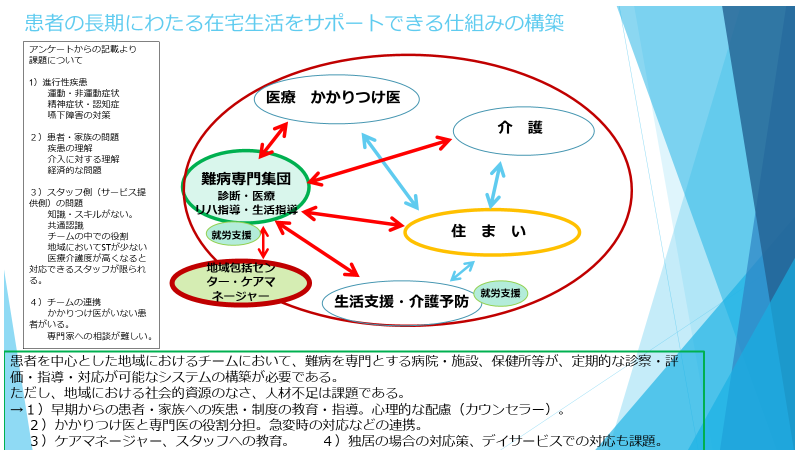 患者の長期にわたる在宅生活をサポートできる仕組みの構築
アンケートからの記載より
課題について
1）進行性疾患
運動・非運動症状
精神症状・認知症
嚥下障害の対策
２）患者・家族の問題
疾患の理解
介入に対する理解
経済的な問題
３）スタッフ側（サービス提
供側）の問題
知識・スキルがない。
共通認識
チームの中での役割
地域においてSTが少ない
医療介護度が高くなると
対応できるスタッフが限られ
る。
４）チームの連携
かかりつけ医がいない患
者がいる。
専門家への相談が難しい。
医療　かかりつけ医
介　護
難病専門集団
診断・医療
リハ指導・生活指導
就労支援
住　ま　い
地域包括セン
ター・ケアマ
ネージャー
生活支援・介護予防
就労支援
患者を中心とした地域におけるチームにおいて、難病を専門とする病院・施設、保健所等が、定期的な診察・評
価・指導・対応が可能なシステムの構築が必要である。
ただし、地域における社会的資源のなさ、人材不足は課題である。
→１）早期からの患者・家族への疾患・制度の教育・指導。心理的な配慮（カウンセラー）。
２）かかりつけ医と専門医の役割分担。急変時の対応などの連携。
３）ケアマネージャー、スタッフへの教育。　　４）独居の場合の対応策、デイサービスでの対応も課題。